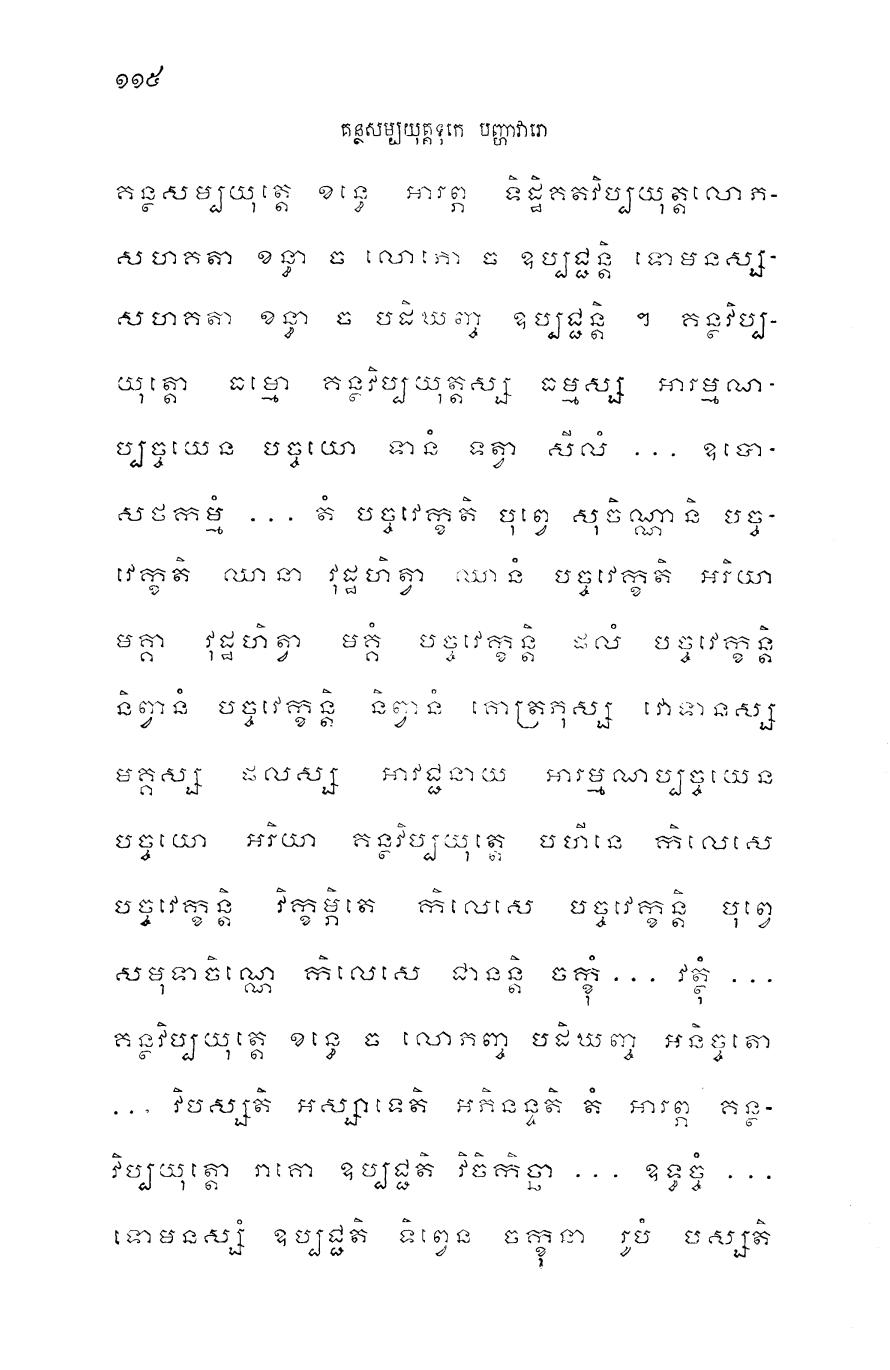 ១១៥
គន្ថសម្បយុត្តទុកេ បញ្ហាវារោ
គន្ថសម្បយុត្តេ ខន្ធេ អារព្ភ ទិដ្ឋិគតវិប្បយុត្តលោភ-
សហគតា ខន្ធា ច លោភោ ច ឧប្បជ្ជន្តិ ទោមនស្ស-
សហគតា ខន្ធា ច បដិឃញ្ច ឧប្បជ្ជន្តិ ។ គន្ថវិប្ប-
យុត្តោ ធម្មោ គន្ថវិប្បយុត្តស្ស ធម្មស្ស អារម្មណ-
ប្បច្ចយេន បច្ចយោ ទានំ ទត្វា សីលំ ... ឧបោ-
សថកម្មំ ... តំ បច្ចវេក្ខតិ បុព្វេ សុចិណ្ណានិ បច្ច-
វេក្ខតិ ឈានា វុដ្ឋហិត្វា ឈានំ បច្ចវេក្ខតិ អរិយា
មគ្គា វុដ្ឋហិត្វា មគ្គំ បច្ចវេក្ខន្តិ ផលំ បច្ចវេក្ខន្តិ
និព្វានំ បច្ចវេក្ខន្តិ និព្វានំ គោត្រភុស្ស វោទានស្ស
មគ្គស្ស ផលស្ស អាវជ្ជនាយ អារម្មណប្បច្ចយេន
បច្ចយោ អរិយា គន្ថវិប្បយុត្តេ បហីនេ កិលេសេ
បច្ចវេក្ខន្តិ វិក្ខម្ភិតេ កិលេសេ បច្ចវេក្ខន្តិ បុព្វេ
សមុទាចិណ្ណេ កិលេសេ ជានន្តិ ចក្ខុំ ... វត្ថុំ ...
គន្ថវិប្បយុត្តេ ខន្ធេ ច លោភញ្ច បដិឃញ្ច អនិច្ចតោ
... វិបស្សតិ អស្សាទេតិ អភិនន្ទតិ តំ អារព្ភ គន្ថ-
វិប្បយុត្តោ រាគោ ឧប្បជ្ជតិ វិចិកិច្ឆា ... ឧទ្ធច្ចំ ...
ទោមនស្សំ ឧប្បជ្ជតិ ទិព្វេន ចក្ខុនា រូបំ បស្សតិ